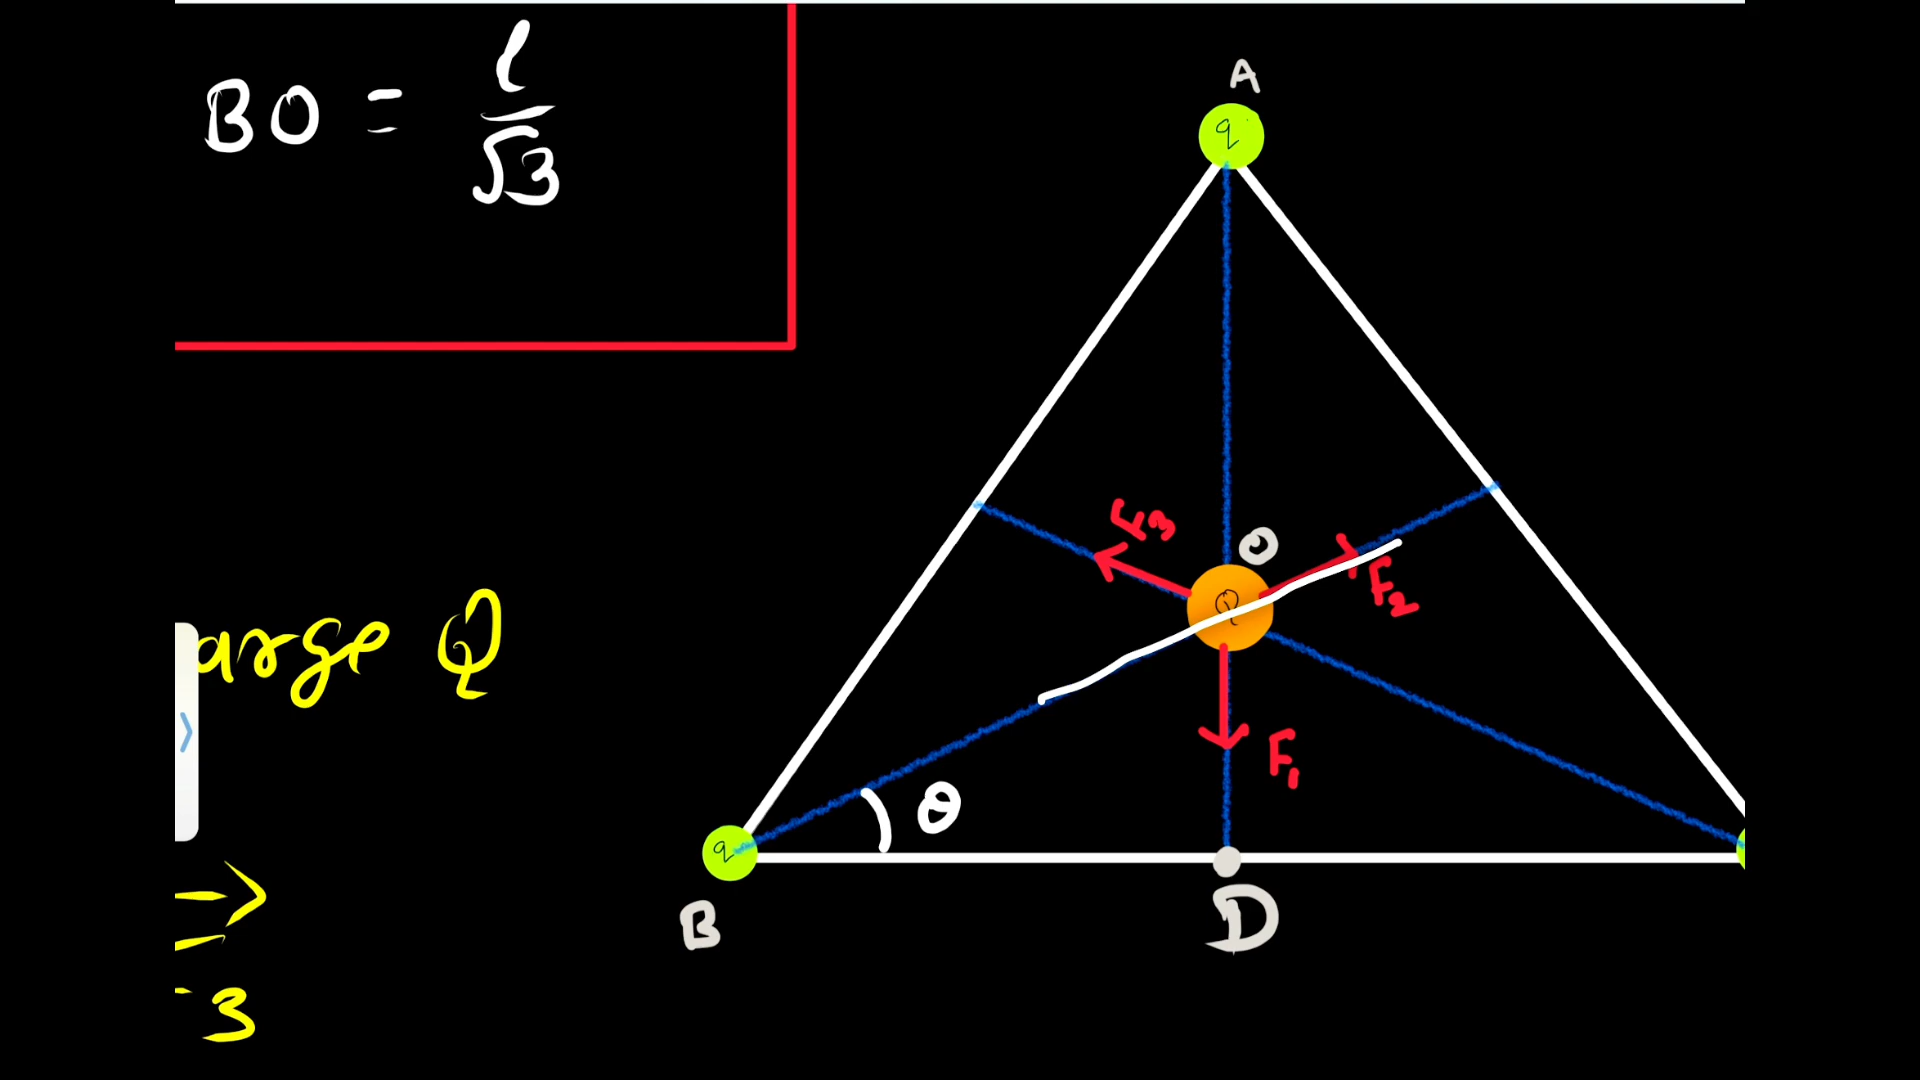 BO = l/√3
A
q
F3
O
F2
Q
arge Q
F1
θ
q
B
D
3